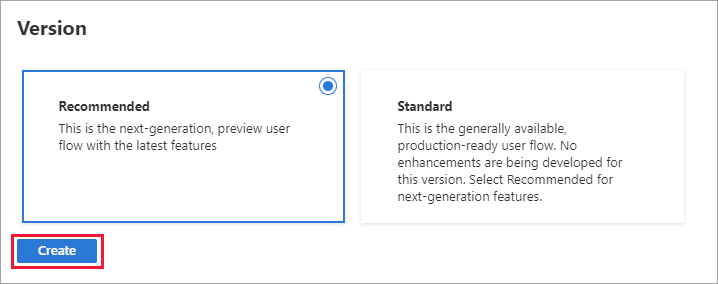 Version
Recommended
This is the next-generation, preview user
flow with the latest features
Standard
This is the generally available,
production-ready user flow. No
enhancements are being developed for
this version. Select Recommended for
next-generation features.
Create